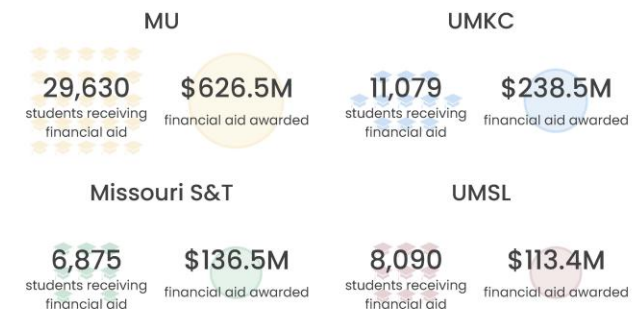 MU
29,630
students receiving
financial aid
$626.5M
financial aid awarded
UMKC
11,079
students receiving
financial aid
$238.5M
financial aid awarded
Missouri S&T
6,875
students receiving
financial aid
$136.5M
financial aid awarded
UMSL
8,090
students receiving
financial aid
$113.4M
financial aid awarded